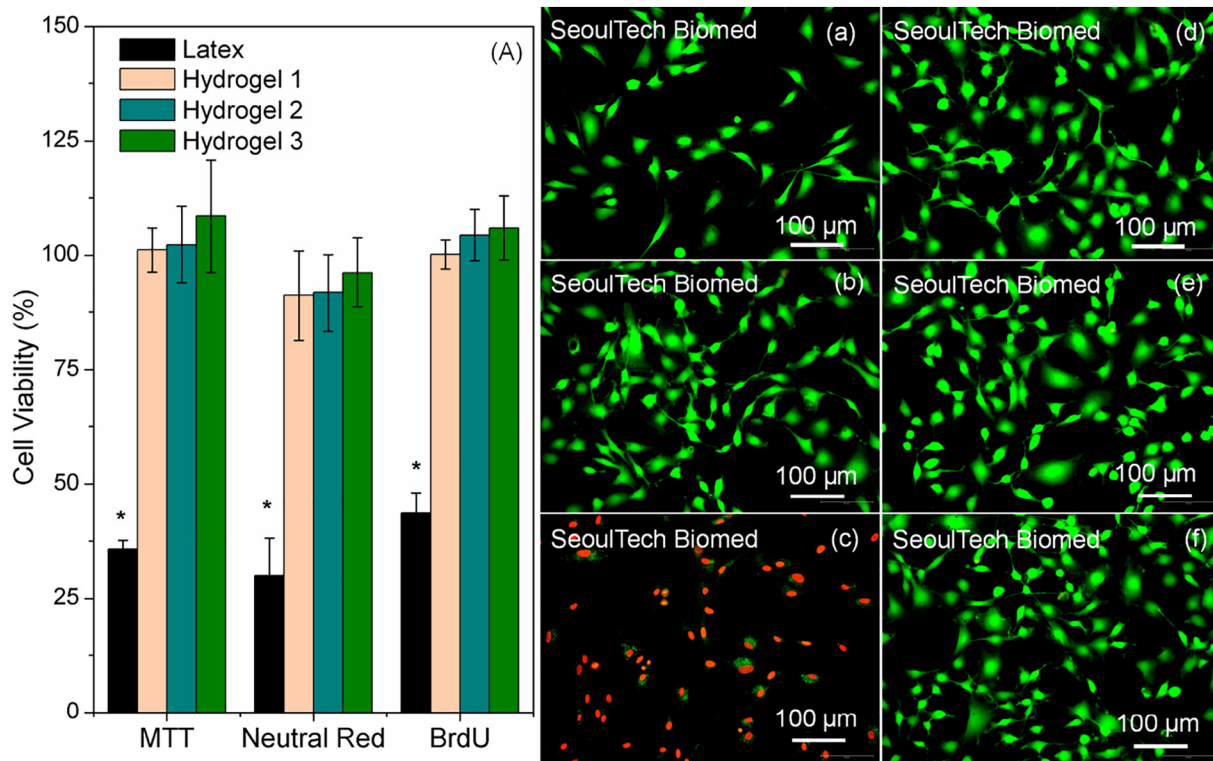 150
125
100
75
50
25
0
Cell Viability (%)
(A)
Latex
Hydrogel 1
Hydrogel 2
Hydrogel 3
*
*
*
MTT Neutral Red BrdU
SeoulTech Biomed (a)
100 µm
SeoulTech Biomed (d)
100 µm
SeoulTech Biomed (b)
100 µm
SeoulTech Biomed (e)
100 µm
SeoulTech Biomed (c)
100 µm
SeoulTech Biomed (f)
100 µm